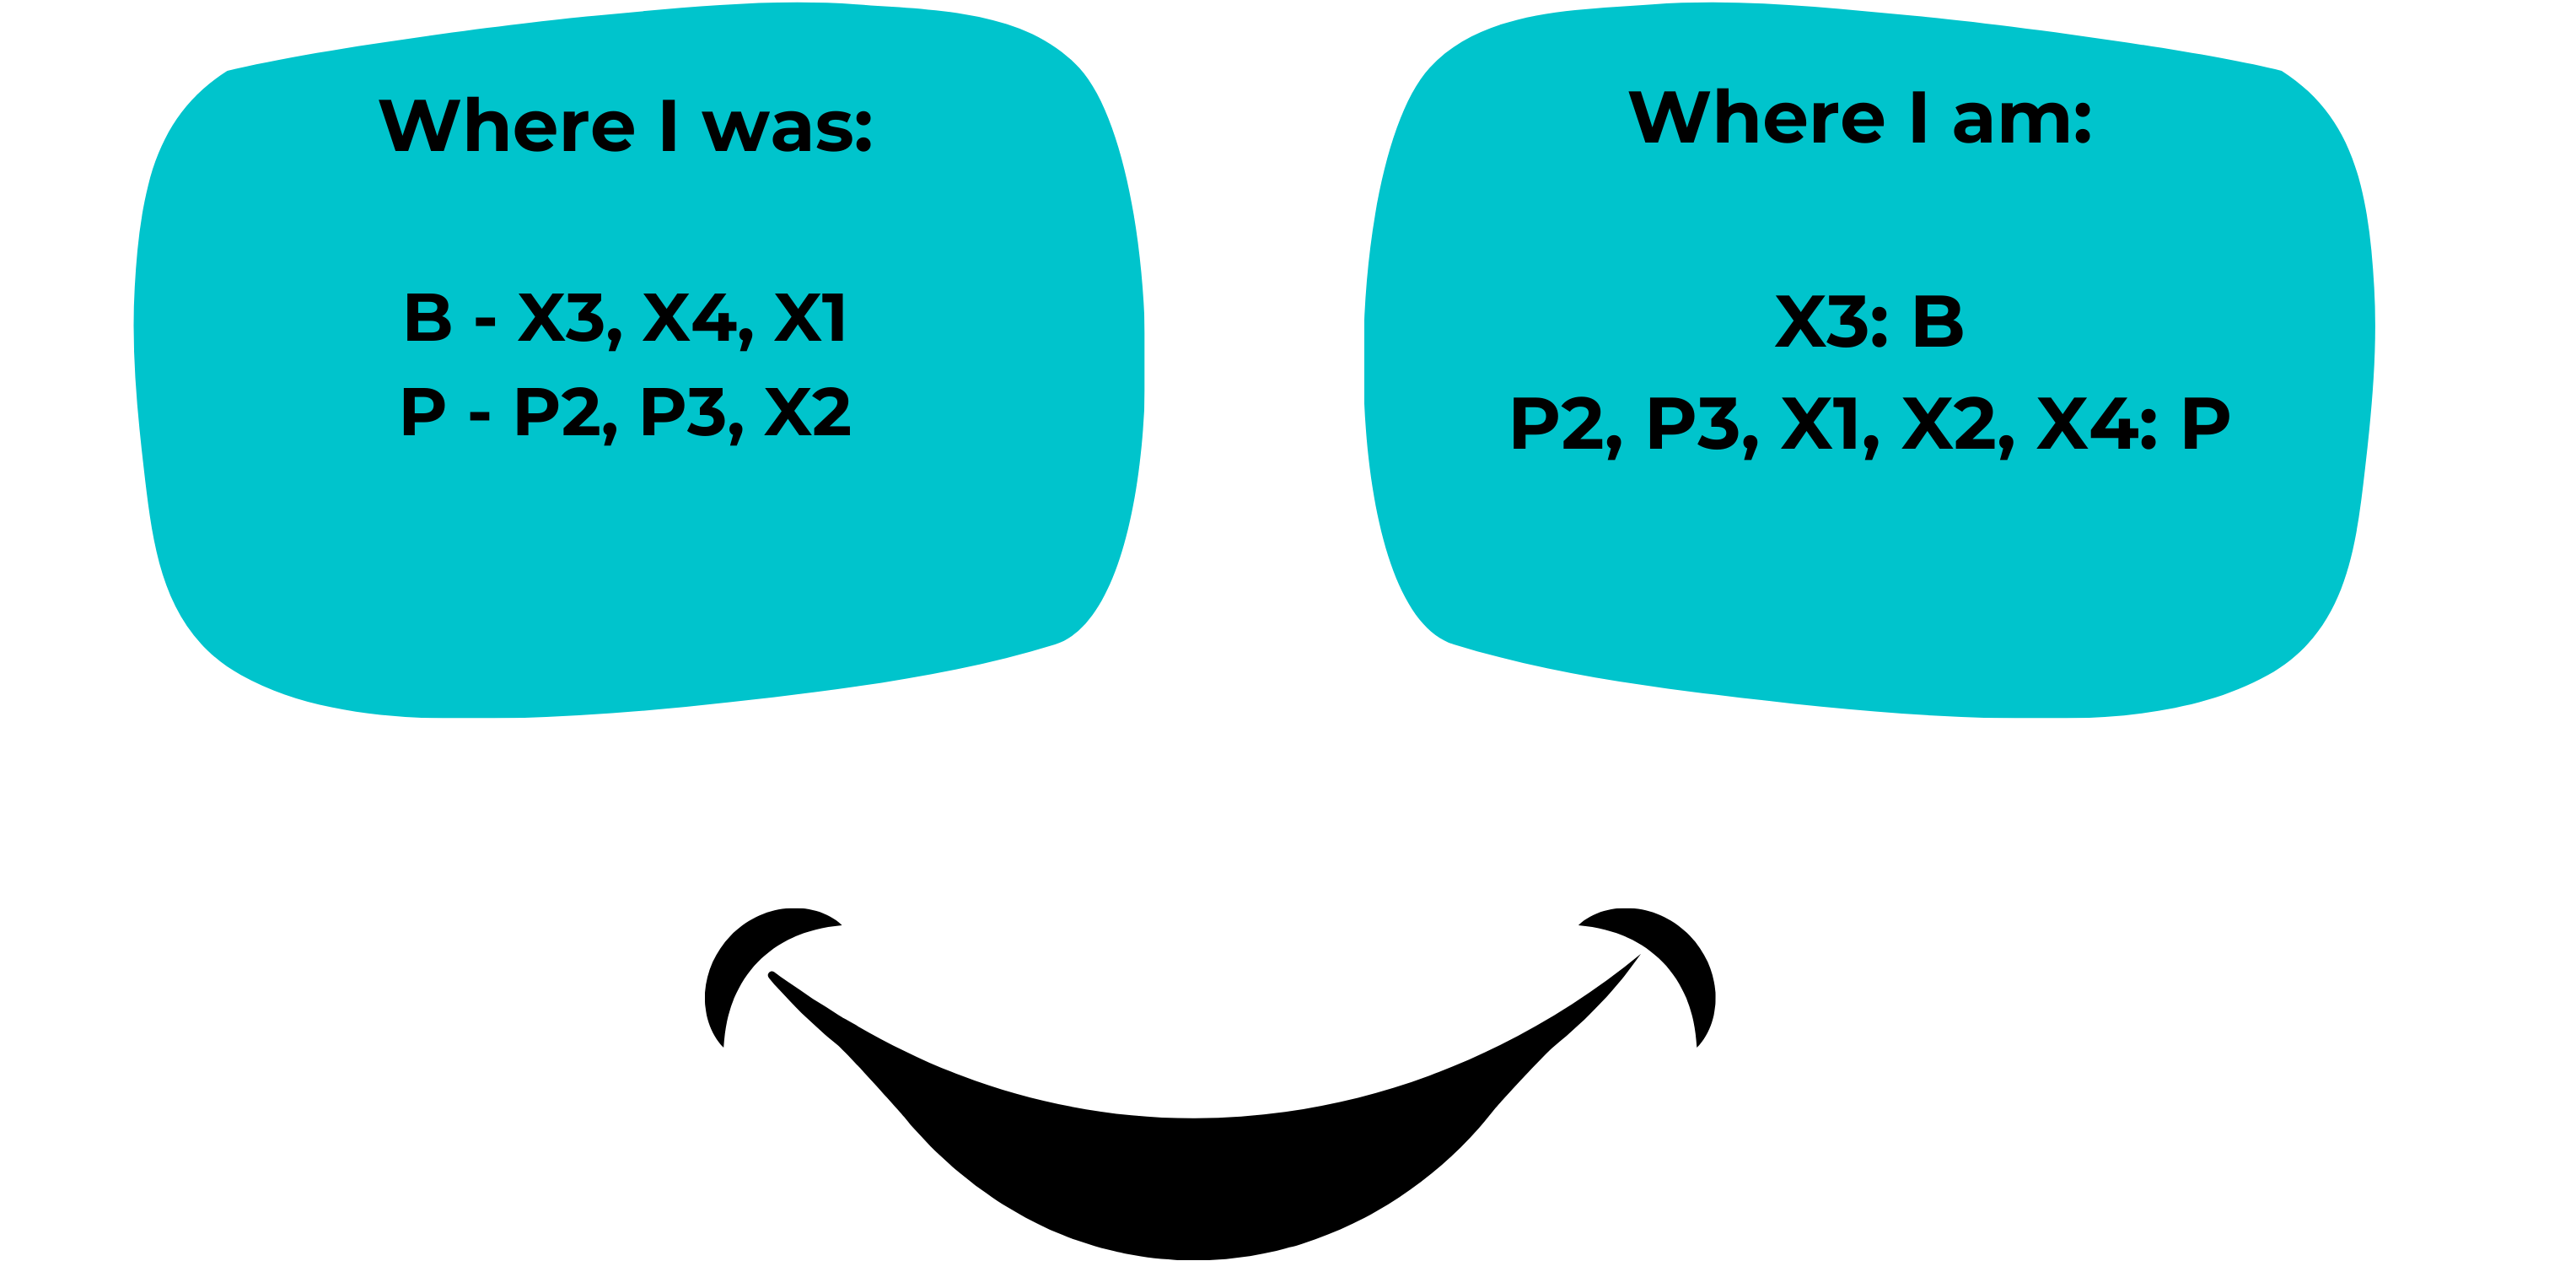 Where I was:
B - X3, X4, X1
P - P2, P3, X2
Where I am:
X3: B
P2, P3, X1, X2, X4: P